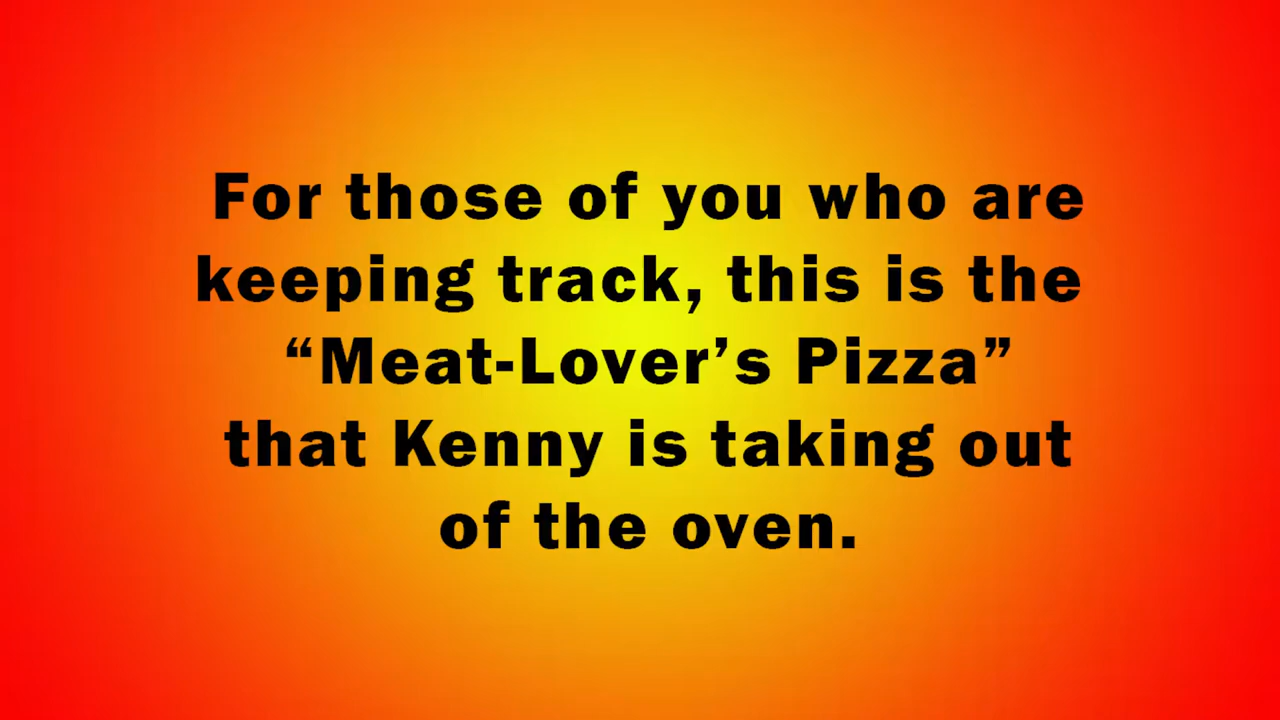 For those of you who are
keeping track, this is the
“Meat-Lover’s Pizza”
that Kenny is taking out
of the oven.